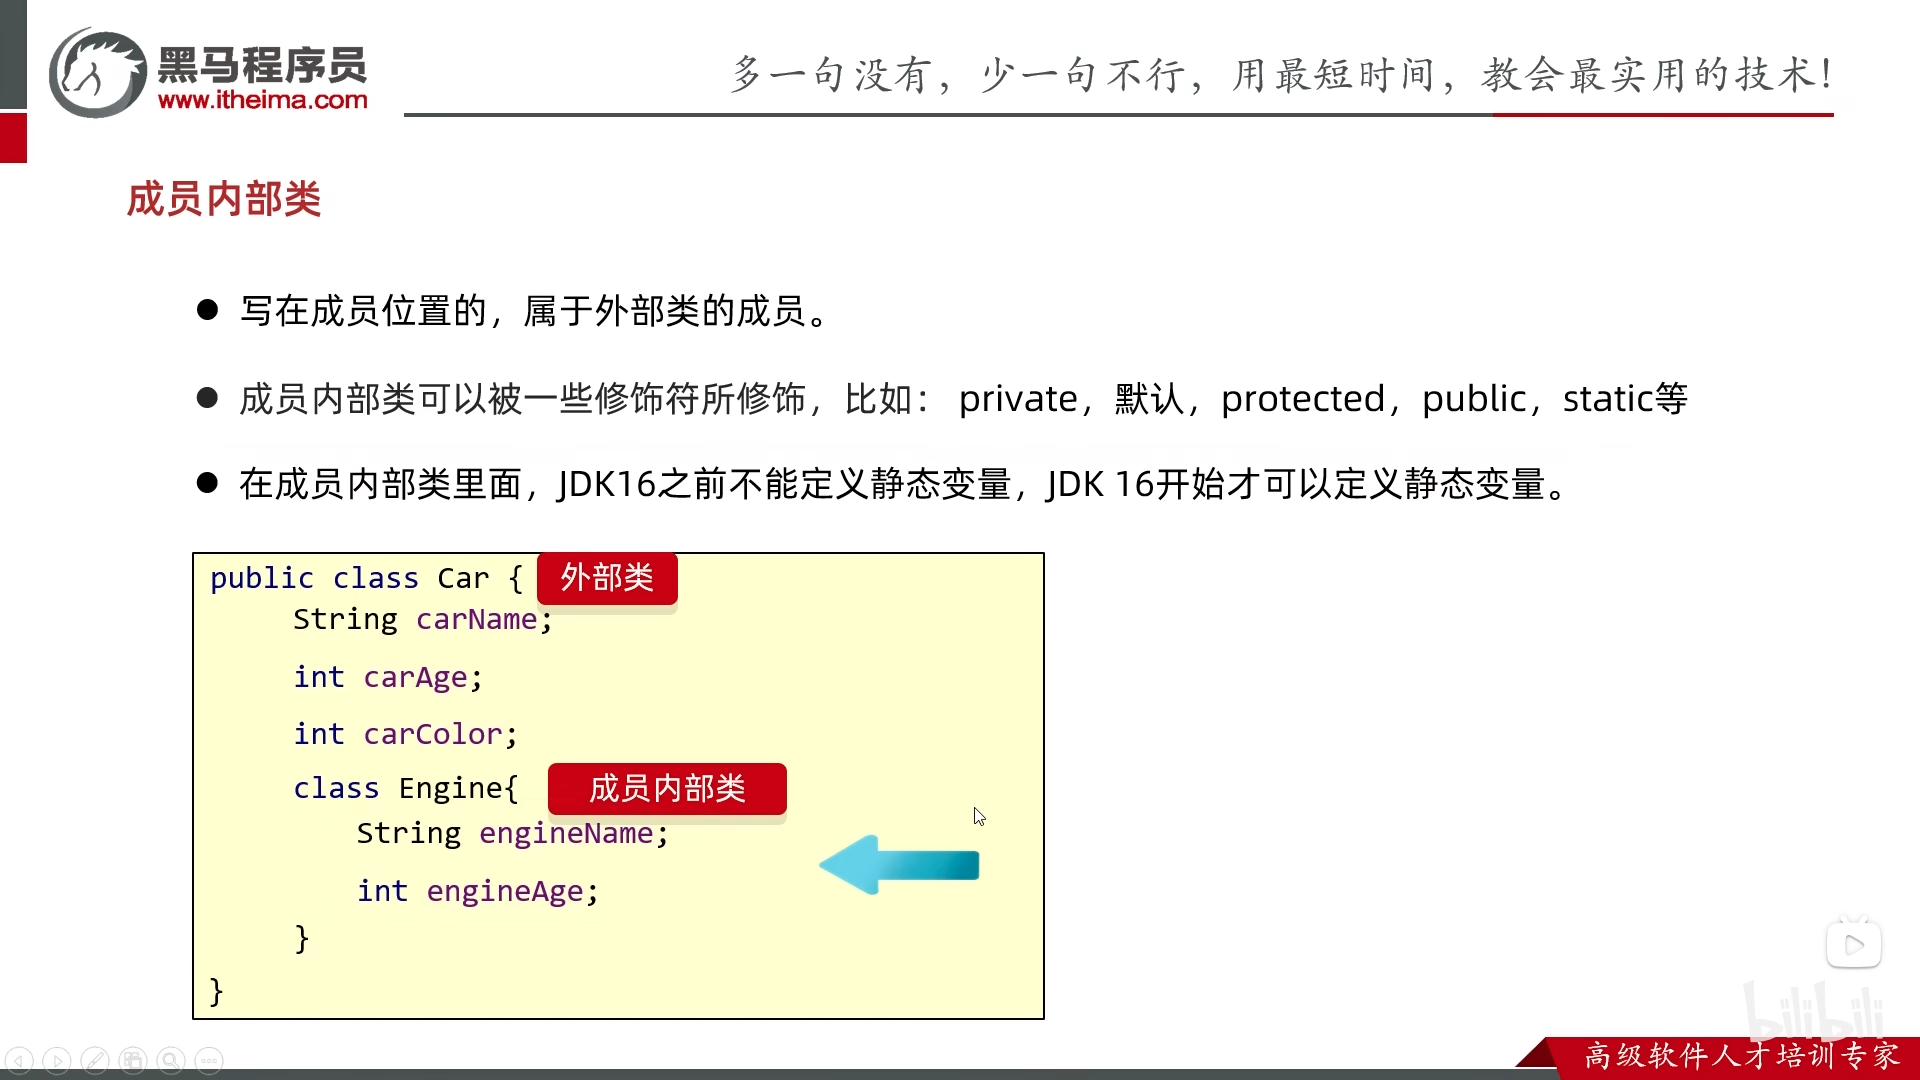 黑马程序员
www.itheima.com
多一句没有，少一句不行，用最短时间，教会最实用的技术！
成员内部类
● 写在成员位置的，属于外部类的成员。
● 成员内部类可以被一些修饰符所修饰，比如： private，默认，protected，public，static等
● 在成员内部类里面，JDK16之前不能定义静态变量，JDK 16开始才可以定义静态变量。
public class Car { 外部类
String carName;
int carAge;
int carColor;
class Engine{ 成员内部类
String engineName;
int engineAge;
}
}
bilibili
高级软件人才培训专家